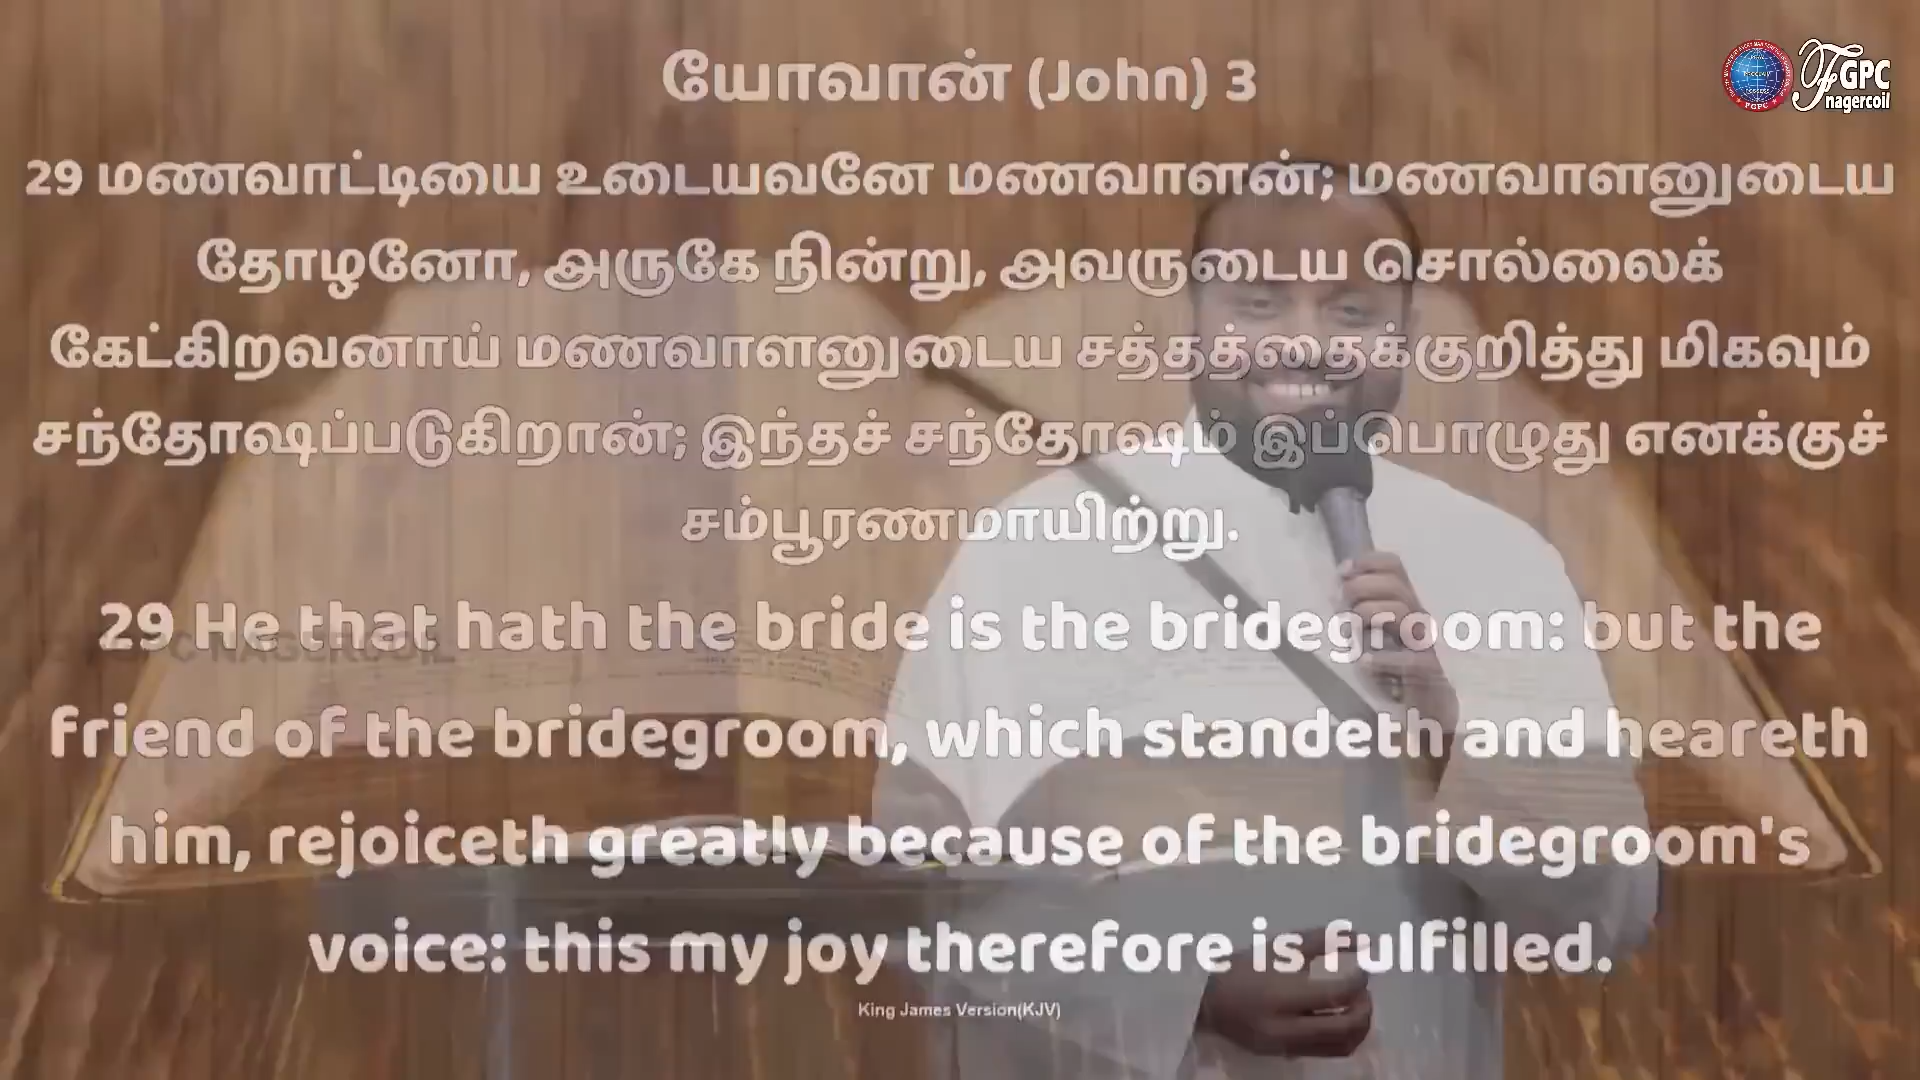 யோவான் (John) 3
FGPC
nagercoil
29 மணவாட்டியை உடையவனே மணவாளன்; மணவாளனுடைய
தோழனோ, அருகே நின்று, அவருடைய சொல்லைக்
கேட்கிறவனாய் மணவாளனுடைய சத்தத்தைக்குறித்து மிகவும்
சந்தோஷப்படுகிறான்; இந்தச் சந்தோஷம் இப்பொழுது எனக்குச்
சம்பூரணமாயிற்று.
29 He that hath the bride is the bridegroom: but the
friend of the bridegroom, which standeth and heareth
him, rejoiceth greatly because of the bridegroom's
voice: this my joy therefore is fulfilled.
King James Version(KJV)
NAGERCOIL